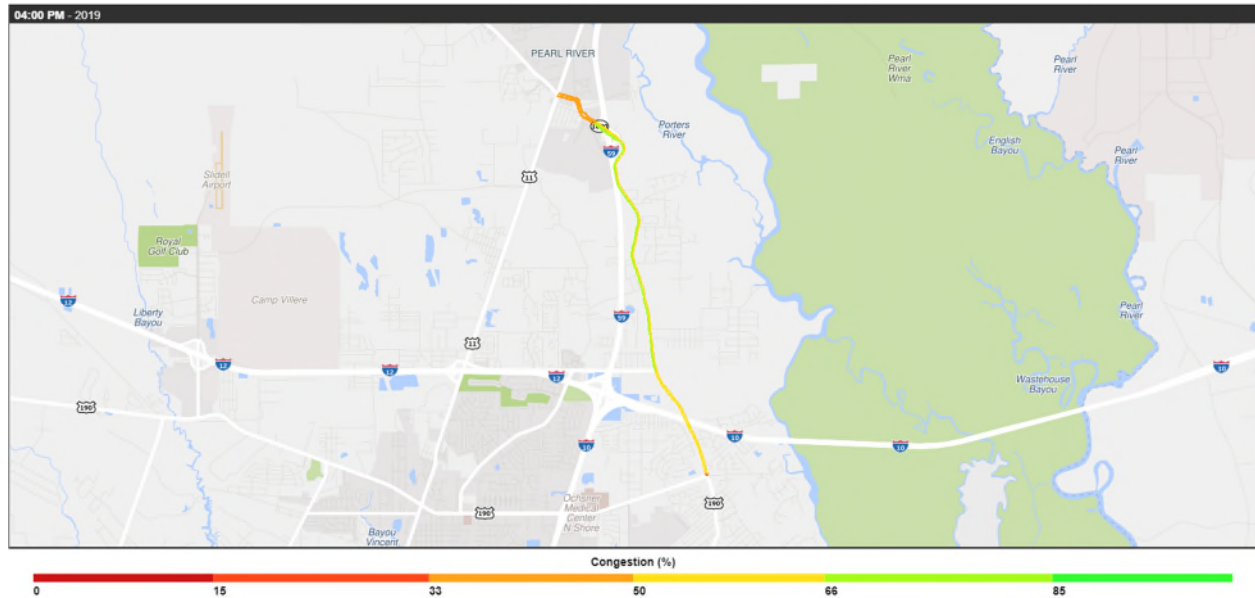 04:00 PM - 2019
PEARL RIVER
Pearl
River
Wma
Pearl
River
Porters
River
English
Bayou
Pearl
River
59
Slidell
Airport
11
Royal
Golf Club
Camp Villere
12
Liberty
Bayou
59
Pearl
River
11
12
12
12
10
Wastehouse
Bayou
190
10
10
10
190
190
Ochsner
Medical
Center
N Shore
Bayou
Vincent
Congestion (%)
0 15 33 50 66 85